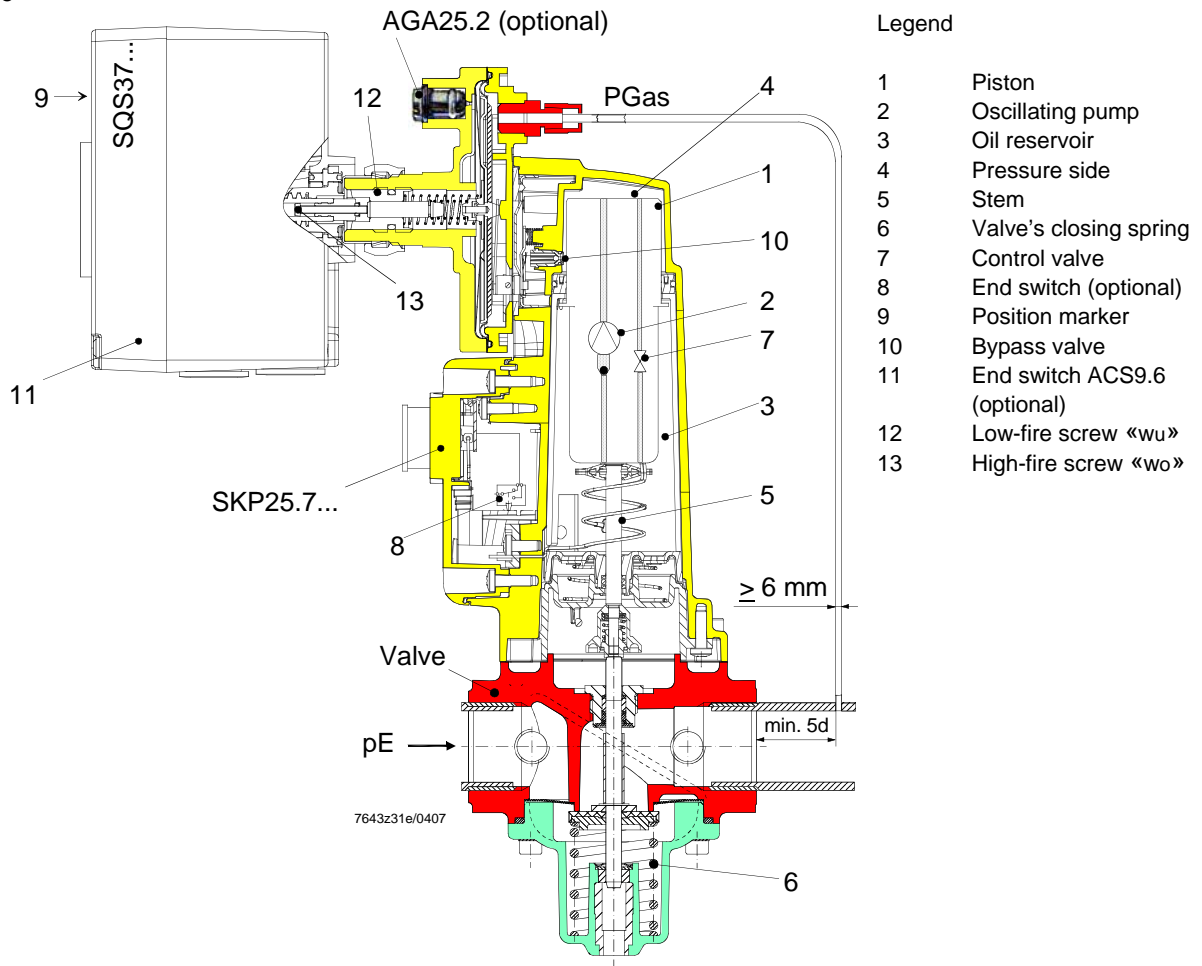 AGA25.2 (optional)
SQS37...
9
12
PGas
4
1
10
13
2
7
11
3
SKP25.7...
5
8
≥ 6 mm
Valve
min. 5d
pE
7643z31e/0407
6
Legend
1 Piston
2 Oscillating pump
3 Oil reservoir
4 Pressure side
5 Stem
6 Valve's closing spring
7 Control valve
8 End switch (optional)
9 Position marker
10 Bypass valve
11 End switch ACS9.6
(optional)
12 Low-fire screw «wu»
13 High-fire screw «wo»